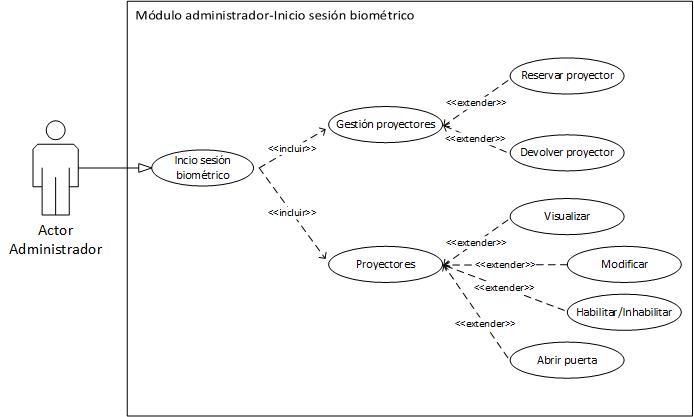 Módulo administrador-Inicio sesión biométrico
Reservar proyector
<<extender>>
Gestión proyectores
<<extender>>
<<incluir>>
Devolver proyector
Incio sesión
biométrico
Actor
Administrador
<<incluir>>
Visualizar
<<extender>>
Proyectores
<<extender>>
Modificar
<<extender>>
Habilitar/Inhabilitar
<<extender>>
Abrir puerta